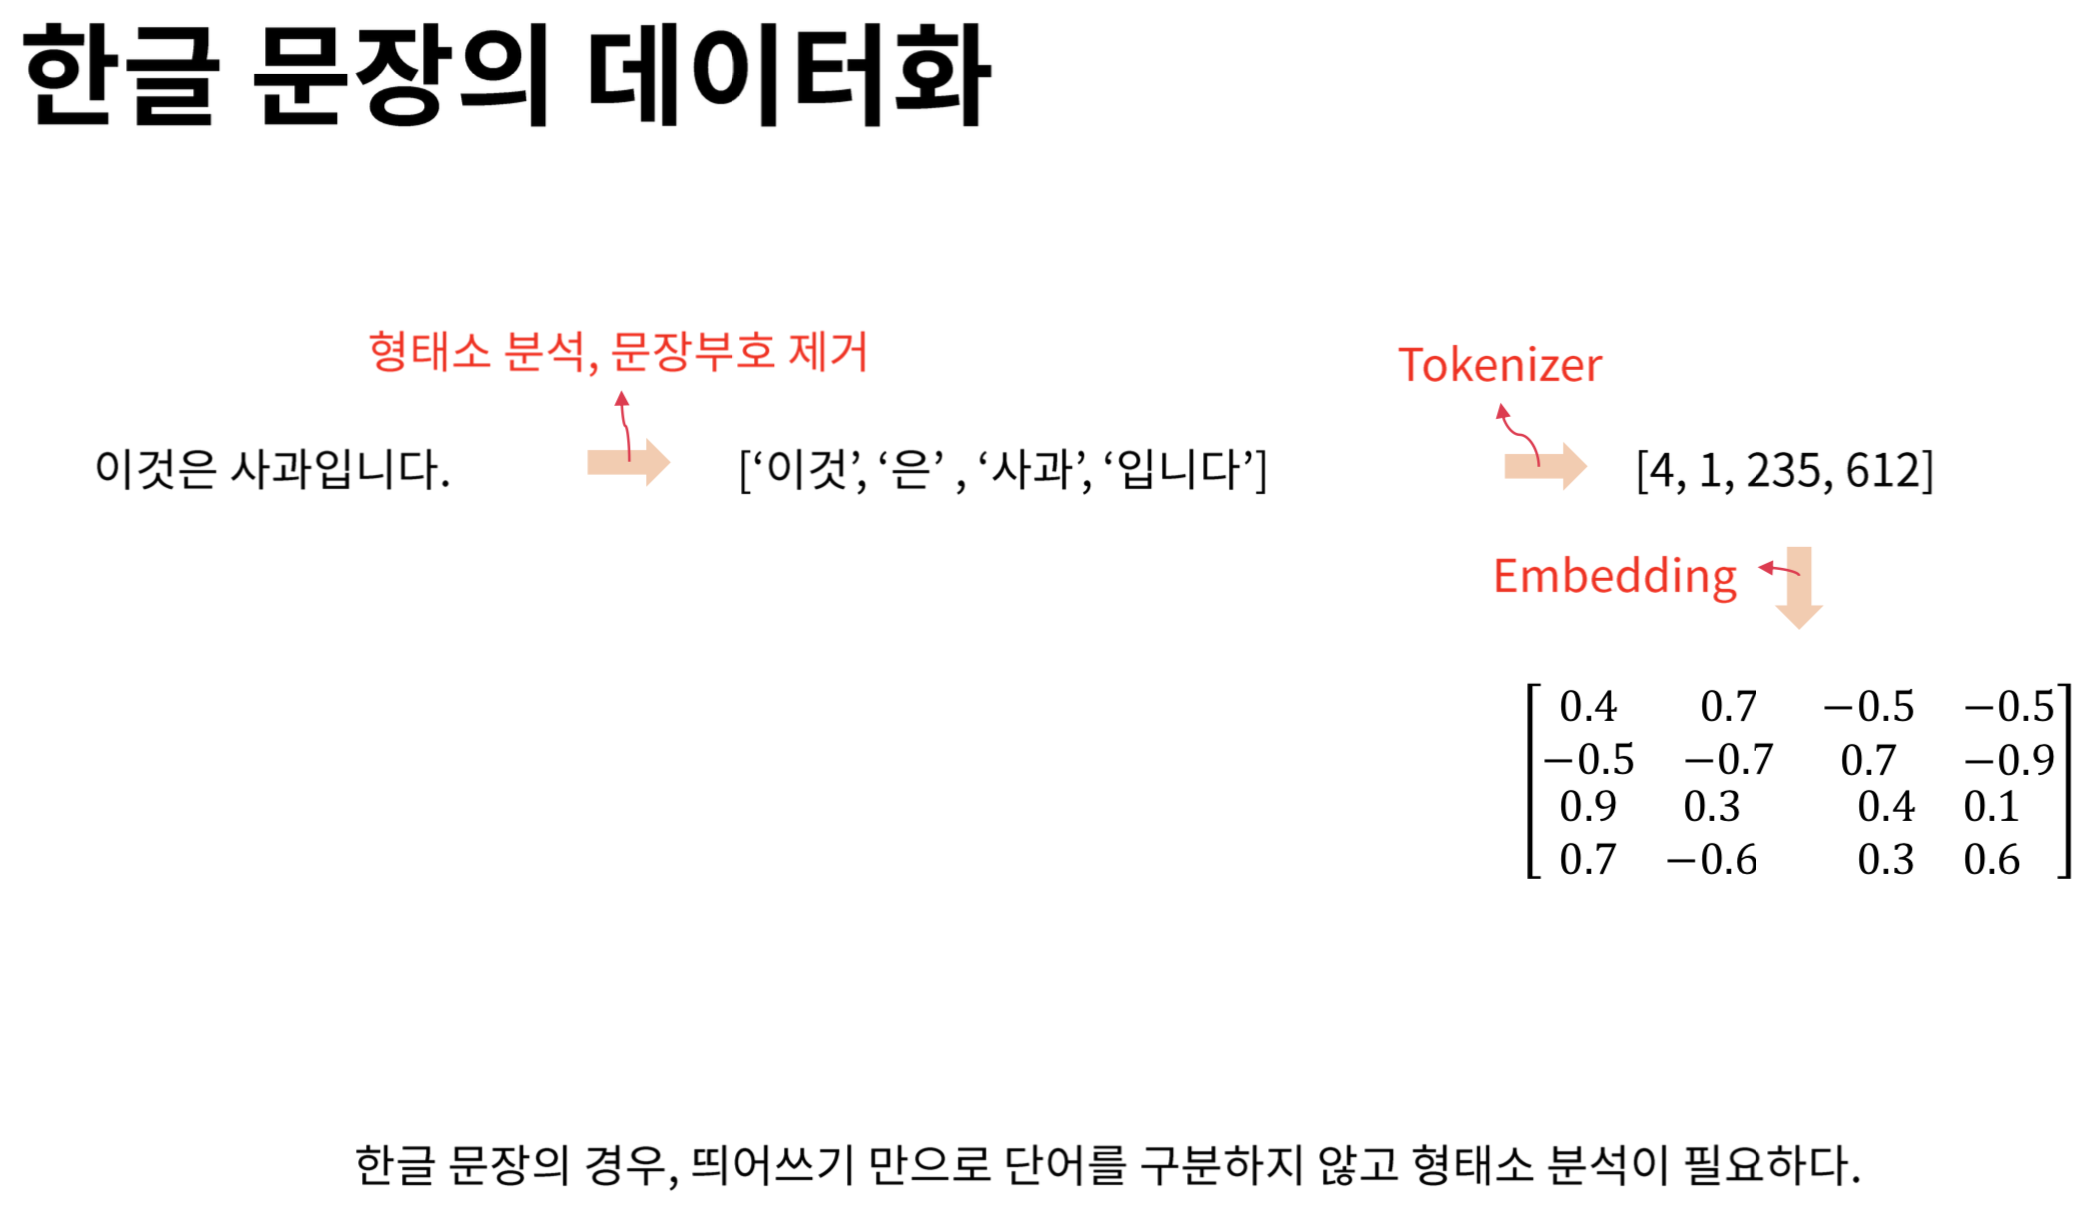 한글 문장의 데이터화
형태소 분석, 문장부호 제거
Tokenizer
이것은 사과입니다.
[‘이것’, ‘은’ , ‘사과’, ‘입니다’]
[4, 1, 235, 612]
Embedding
0.4 0.7 −0.5 −0.5
−0.5 −0.7 0.7 −0.9
0.9 0.3 0.4 0.1
0.7 −0.6 0.3 0.6
한글 문장의 경우, 띄어쓰기 만으로 단어를 구분하지 않고 형태소 분석이 필요하다.